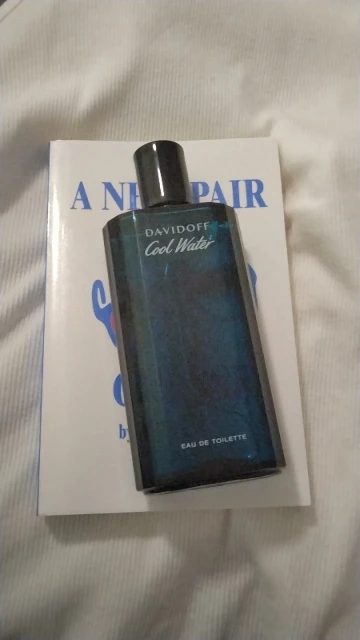 A NE PAIR
DAVIDOFF
Cool Water
EAU DE TOILETTE
b